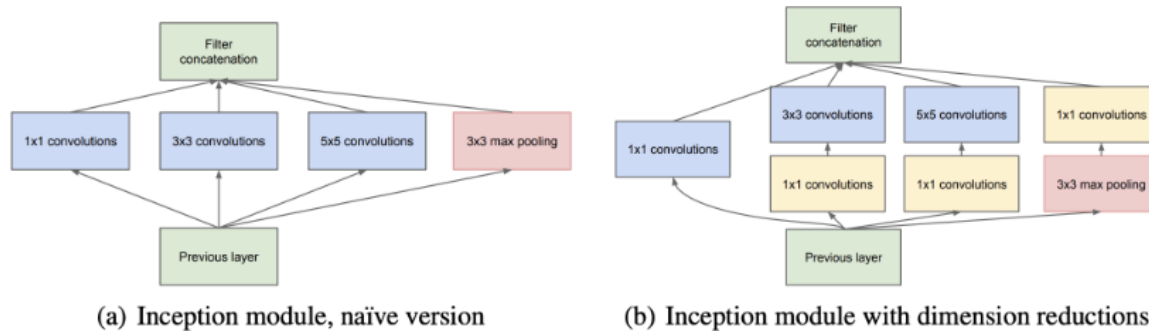 Filter
concatenation
1x1 convolutions
3x3 convolutions
5x5 convolutions
3x3 max pooling
Previous layer
(a) Inception module, naïve version
Filter
concatenation
3x3 convolutions
5x5 convolutions
1x1 convolutions
1x1 convolutions
1x1 convolutions
1x1 convolutions
3x3 max pooling
Previous layer
(b) Inception module with dimension reductions